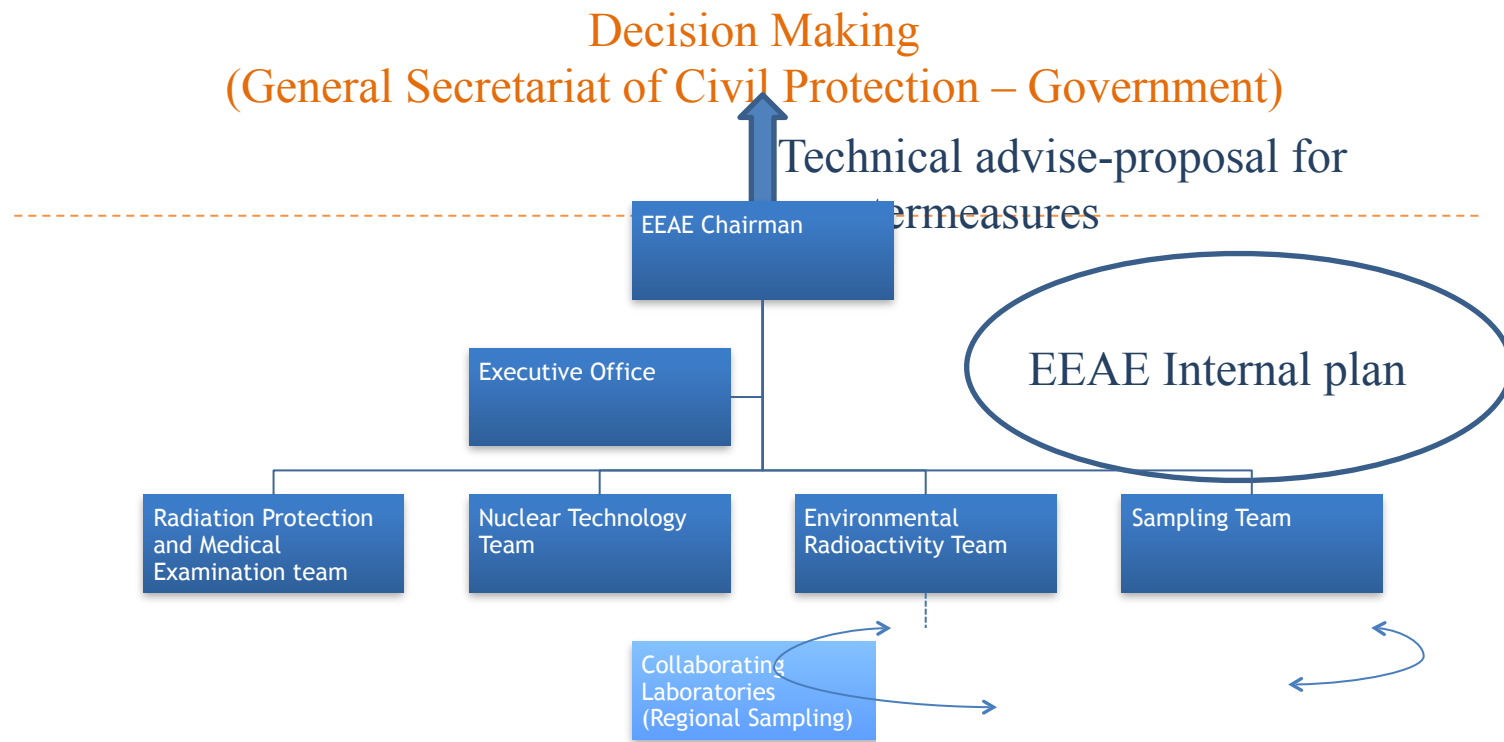 Decision Making
(General Secretariat of Civil Protection – Government)
Technical advise-proposal for
termeasures
EEAE Chairman
EEAE Internal plan
Executive Office
Radiation Protection
and Medical
Examination team
Nuclear Technology
Team
Environmental
Radioactivity Team
Sampling Team
Collaborating
Laboratories
(Regional Sampling)